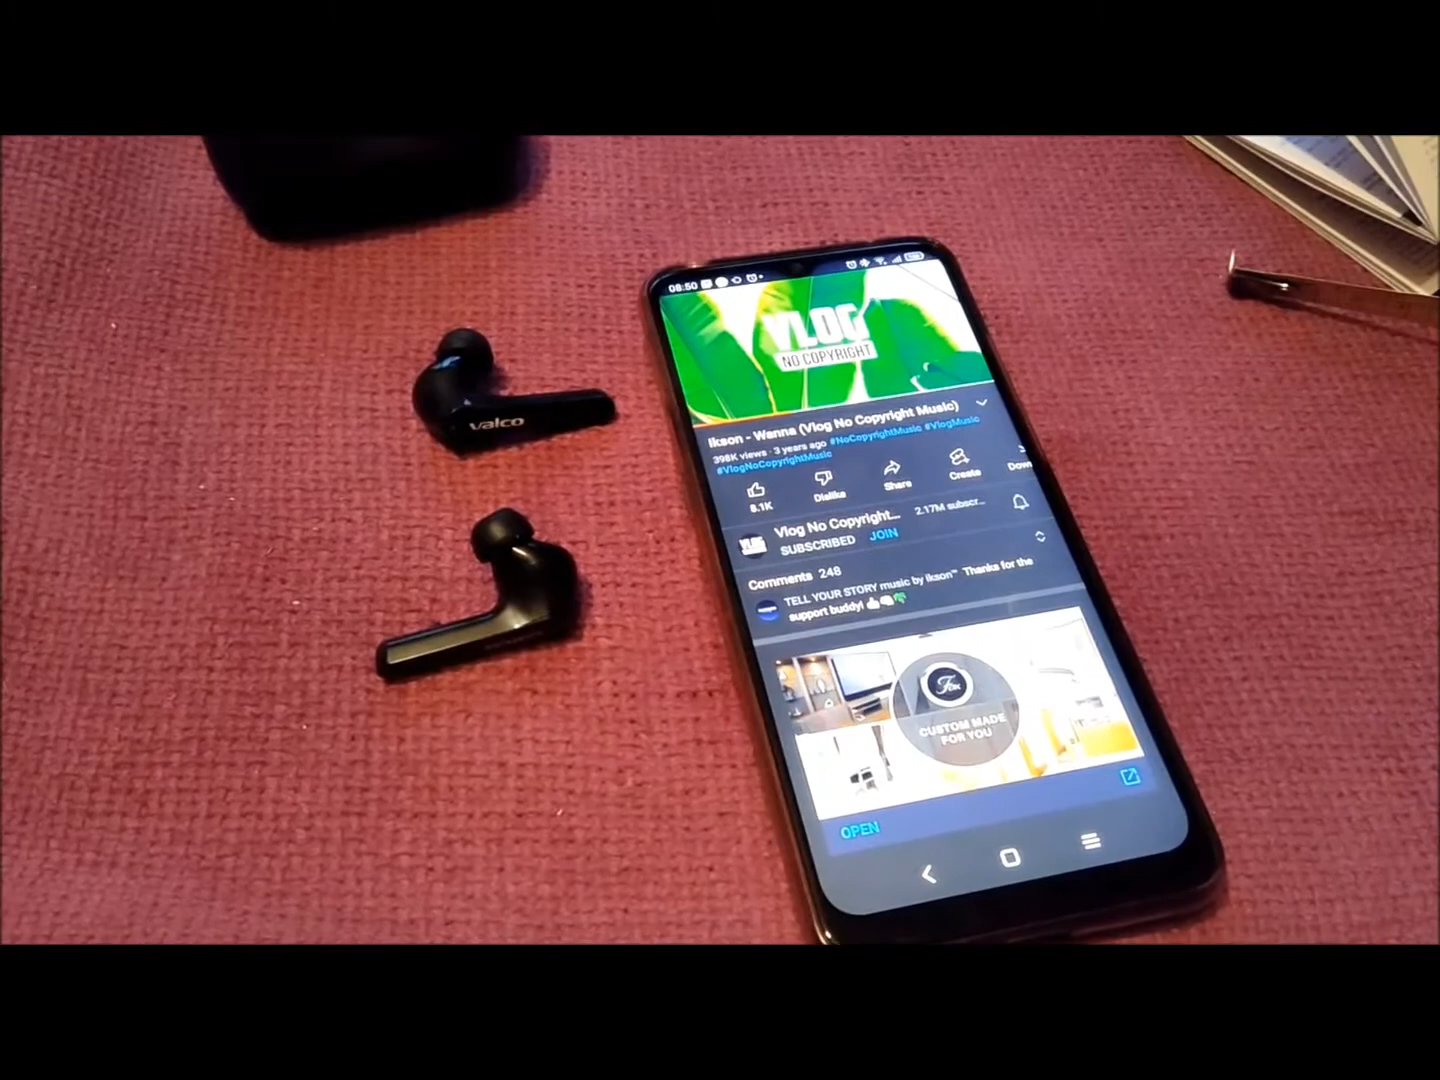 valco
08:50
VLOG
NO COPYRIGHT
Ikson - Wanna (Vlog No Copyright Music)
398K views · 3 years ago #NoCopyrightMusic #VlogMusic
#VlogNoCopyrightMusic
8.1K
Dislike
Share
Create
Down
Vlog No Copyright... 2.17M subscr...
SUBSCRIBED JOIN
Comments 248
TELL YOUR STORY music by ikson™ Thanks for the
support buddy! 
CUSTOM MADE
FOR YOU
OPEN